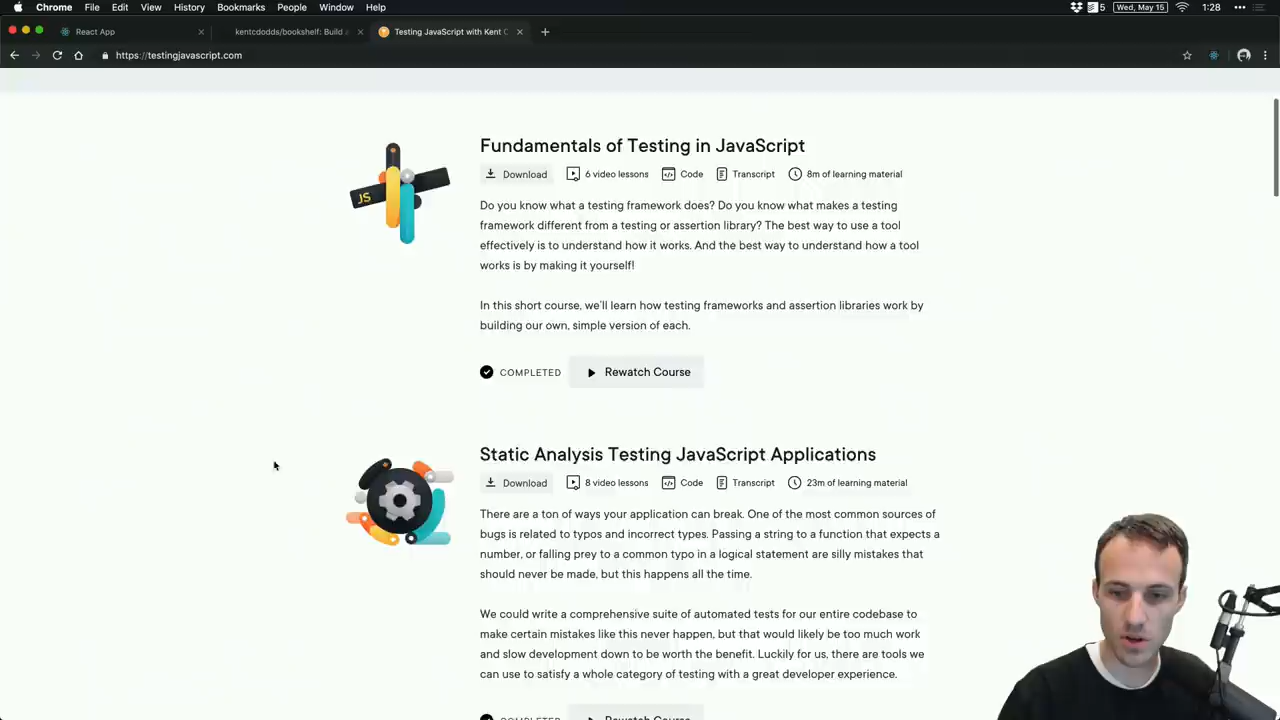 Chrome File Edit View History Bookmarks People Window Help 5 Wed, May 15 1:28
React App kentcdodds/bookshelf: Build a Testing JavaScript with Kent C
https://testingjavascript.com
Fundamentals of Testing in JavaScript
Download 6 video lessons Code Transcript 8m of learning material
JS
Do you know what a testing framework does? Do you know what makes a testing
framework different from a testing or assertion library? The best way to use a tool
effectively is to understand how it works. And the best way to understand how a tool
works is by making it yourself!
In this short course, we'll learn how testing frameworks and assertion libraries work by
building our own, simple version of each.
COMPLETED Rewatch Course
Static Analysis Testing JavaScript Applications
Download 8 video lessons Code Transcript 23m of learning material
There are a ton of ways your application can break. One of the most common sources of
bugs is related to typos and incorrect types. Passing a string to a function that expects a
number, or falling prey to a common typo in a logical statement are silly mistakes that
should never be made, but this happens all the time.
We could write a comprehensive suite of automated tests for our entire codebase to
make certain mistakes like this never happen, but that would likely be too much work
and slow development down to be worth the benefit. Luckily for us, there are tools we
can use to satisfy a whole category of testing with a great developer experience.
COMPLETED Rewatch Course